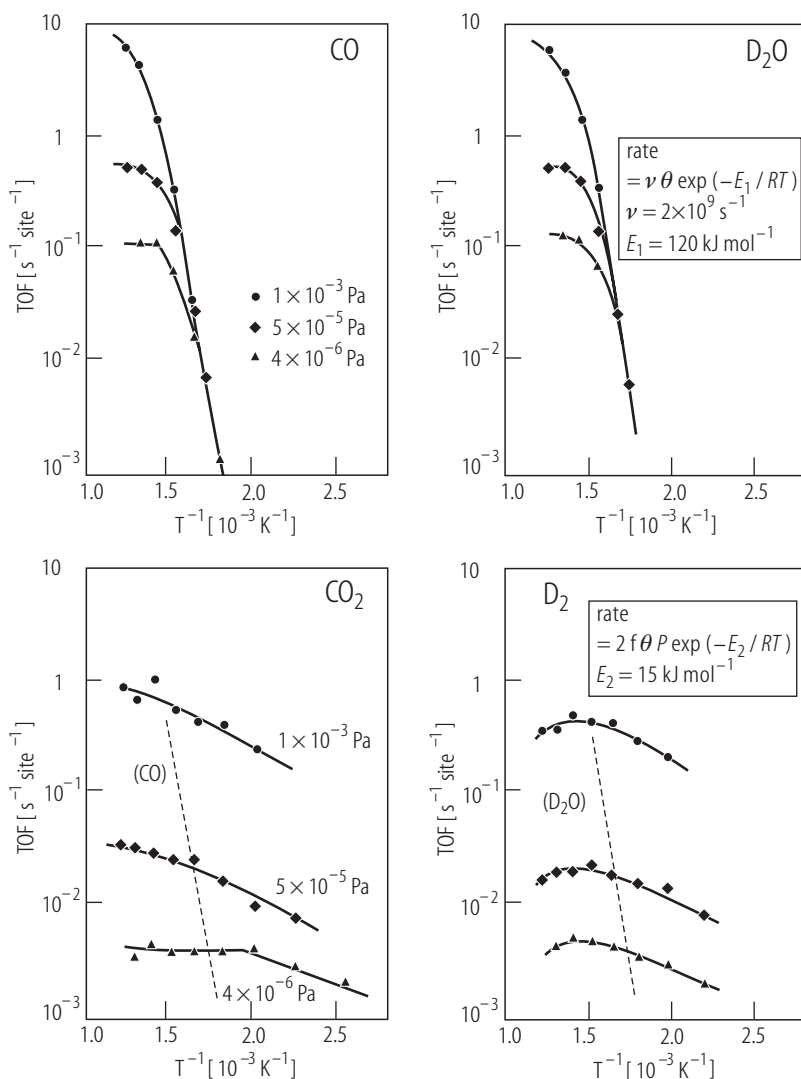 CO
10
1
10⁻¹
10⁻²
10⁻³
TOF [ s⁻¹ site⁻¹ ]
1 × 10⁻³ Pa
5 × 10⁻⁵ Pa
4 × 10⁻⁶ Pa
1.0 1.5 2.0 2.5
T⁻¹ [ 10⁻³ K⁻¹ ]
D₂O
10
1
10⁻¹
10⁻²
10⁻³
TOF [ s⁻¹ site⁻¹ ]
rate
= ν θ exp (−E₁ / RT)
ν = 2×10⁹ s⁻¹
E₁ = 120 kJ mol⁻¹
1.0 1.5 2.0 2.5
T⁻¹ [ 10⁻³ K⁻¹ ]
CO₂
10
1
10⁻¹
10⁻²
10⁻³
TOF [ s⁻¹ site⁻¹ ]
1 × 10⁻³ Pa
(CO)
5 × 10⁻⁵ Pa
4 × 10⁻⁶ Pa
1.0 1.5 2.0 2.5
T⁻¹ [ 10⁻³ K⁻¹ ]
D₂
10
1
10⁻¹
10⁻²
10⁻³
TOF [ s⁻¹ site⁻¹ ]
rate
= 2 f θ P exp (−E₂ / RT)
E₂ = 15 kJ mol⁻¹
(D₂O)
1.0 1.5 2.0 2.5
T⁻¹ [ 10⁻³ K⁻¹ ]